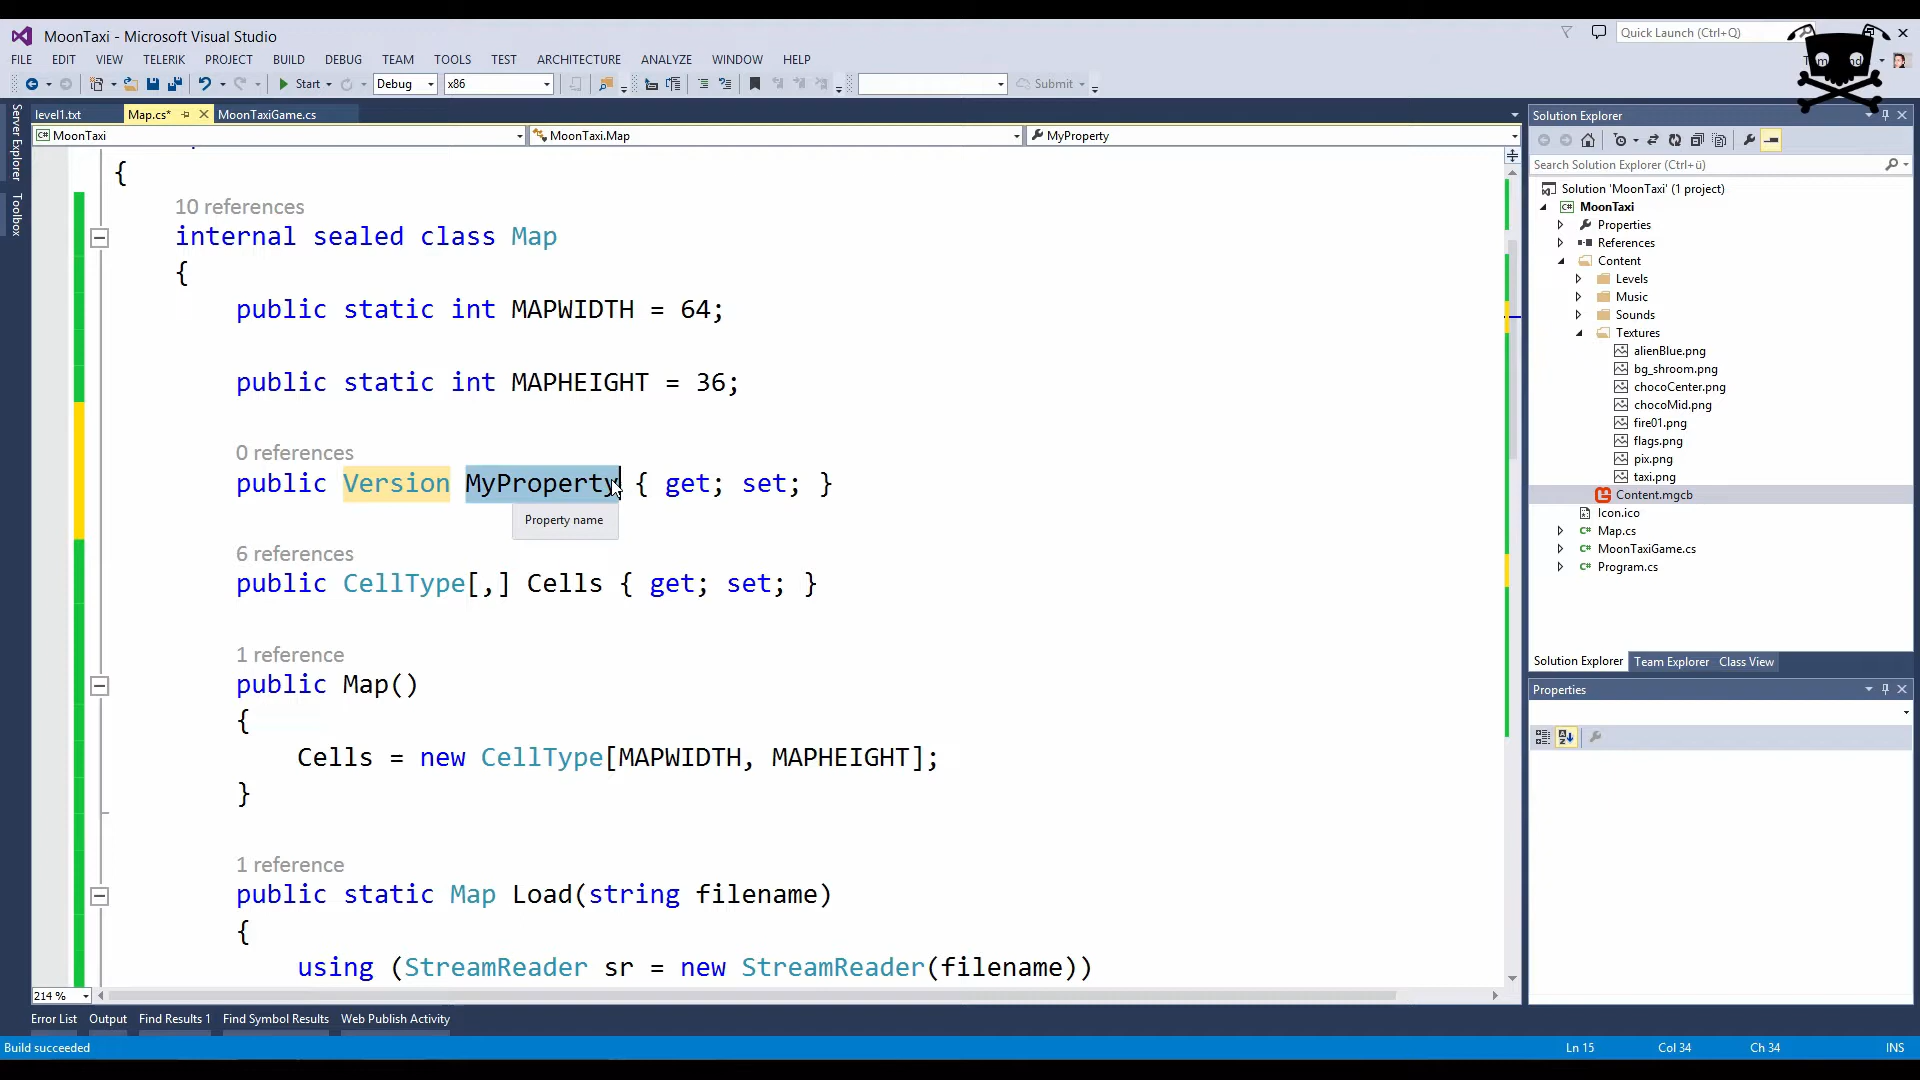 MoonTaxi - Microsoft Visual Studio
Quick Launch (Ctrl+Q)
FILE EDIT VIEW TELERIK PROJECT BUILD DEBUG TEAM TOOLS TEST ARCHITECTURE ANALYZE WINDOW HELP
Start Debug x86 Submit
level1.txt Map.cs* MoonTaxiGame.cs
MoonTaxi MoonTaxi.Map MyProperty
Server Explorer
Toolbox
{
10 references
internal sealed class Map
{
public static int MAPWIDTH = 64;
public static int MAPHEIGHT = 36;
0 references
public Version MyProperty { get; set; }
Property name
6 references
public CellType[,] Cells { get; set; }
1 reference
public Map()
{
Cells = new CellType[MAPWIDTH, MAPHEIGHT];
}
1 reference
public static Map Load(string filename)
{
using (StreamReader sr = new StreamReader(filename))
214 %
Solution Explorer
Search Solution Explorer (Ctrl+ü)
Solution 'MoonTaxi' (1 project)
MoonTaxi
Properties
References
Content
Levels
Music
Sounds
Textures
alienBlue.png
bg_shroom.png
chocoCenter.png
chocoMid.png
fire01.png
flags.png
pix.png
taxi.png
Content.mgcb
Icon.ico
Map.cs
MoonTaxiGame.cs
Program.cs
Solution Explorer Team Explorer Class View
Properties
Error List Output Find Results 1 Find Symbol Results Web Publish Activity
Build succeeded Ln 15 Col 34 Ch 34 INS